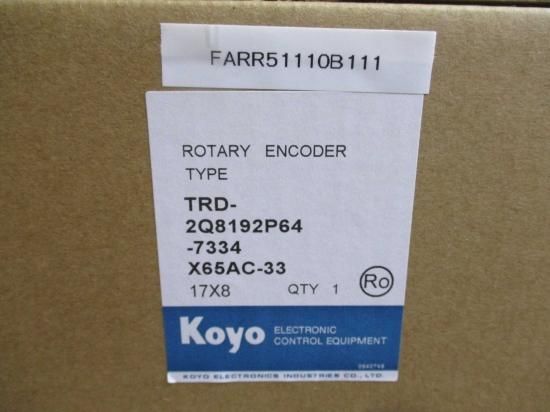 FARR51110B111
ROTARY ENCODER
TYPE
TRD-
2Q8192P64
-7334
X65AC-33
17X8 QTY 1 Ro
Koyo ELECTRONIC
CONTROL EQUIPMENT
KOYO ELECTRONICS INDUSTRIES CO., LTD.